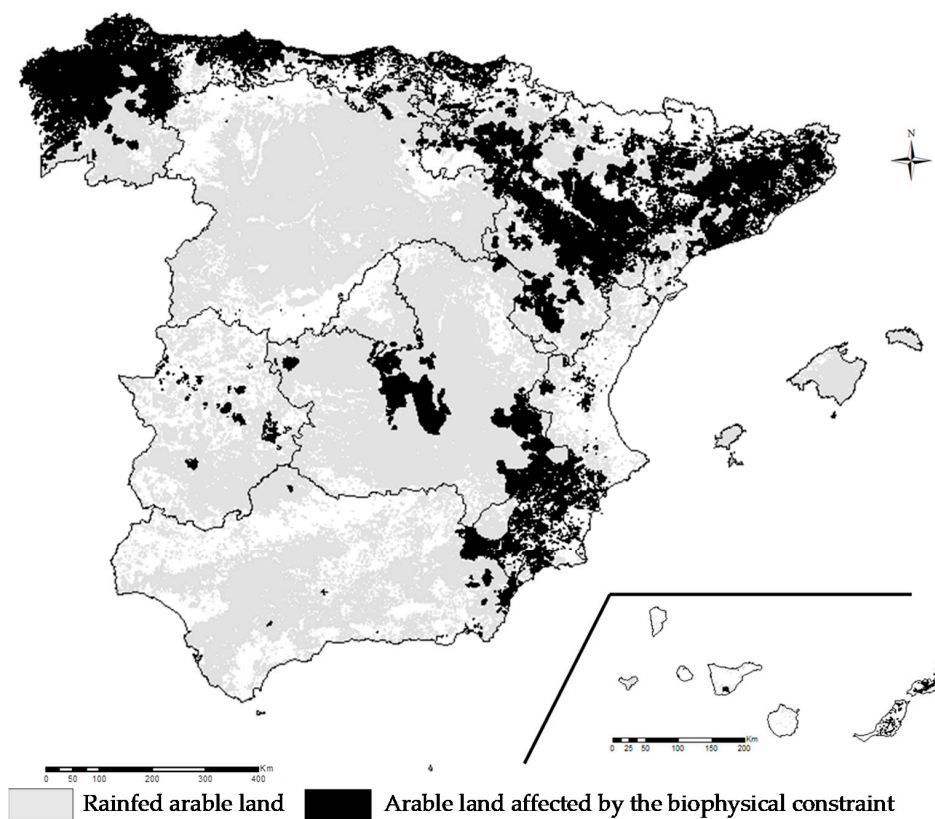 N
Km
0 25 50 100 150 200
Km
0 50 100 200 300 400
Rainfed arable land
Arable land affected by the biophysical constraint